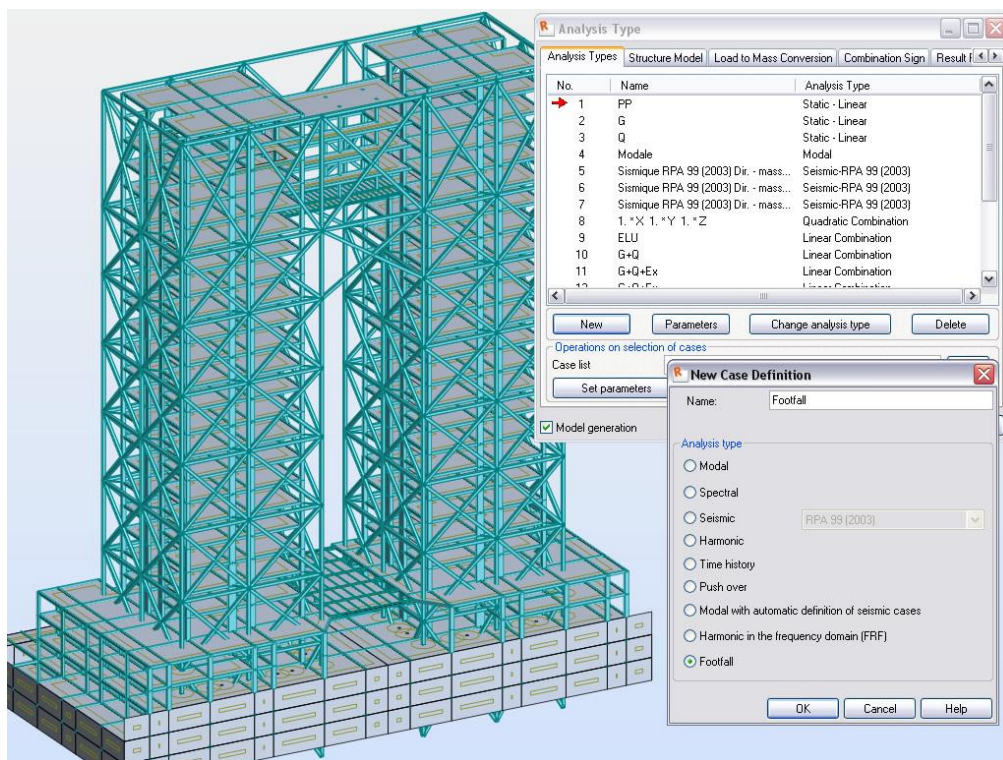 Analysis Type
Analysis Types Structure Model Load to Mass Conversion Combination Sign Result
No. Name Analysis Type
1 PP Static - Linear
2 G Static - Linear
3 Q Static - Linear
4 Modale Modal
5 Sismique RPA 99 (2003) Dir. - mass... Seismic-RPA 99 (2003)
6 Sismique RPA 99 (2003) Dir. - mass... Seismic-RPA 99 (2003)
7 Sismique RPA 99 (2003) Dir. - mass... Seismic-RPA 99 (2003)
8 1. *X 1. *Y 1. *Z Quadratic Combination
9 ELU Linear Combination
10 G+Q Linear Combination
11 G+Q+Ex Linear Combination
New Parameters Change analysis type Delete
Operations on selection of cases
Case list
Set parameters
Model generation
New Case Definition
Name: Footfall
Analysis type
Modal
Spectral
Seismic RPA 99 (2003)
Harmonic
Time history
Push over
Modal with automatic definition of seismic cases
Harmonic in the frequency domain (FRF)
Footfall
OK Cancel Help